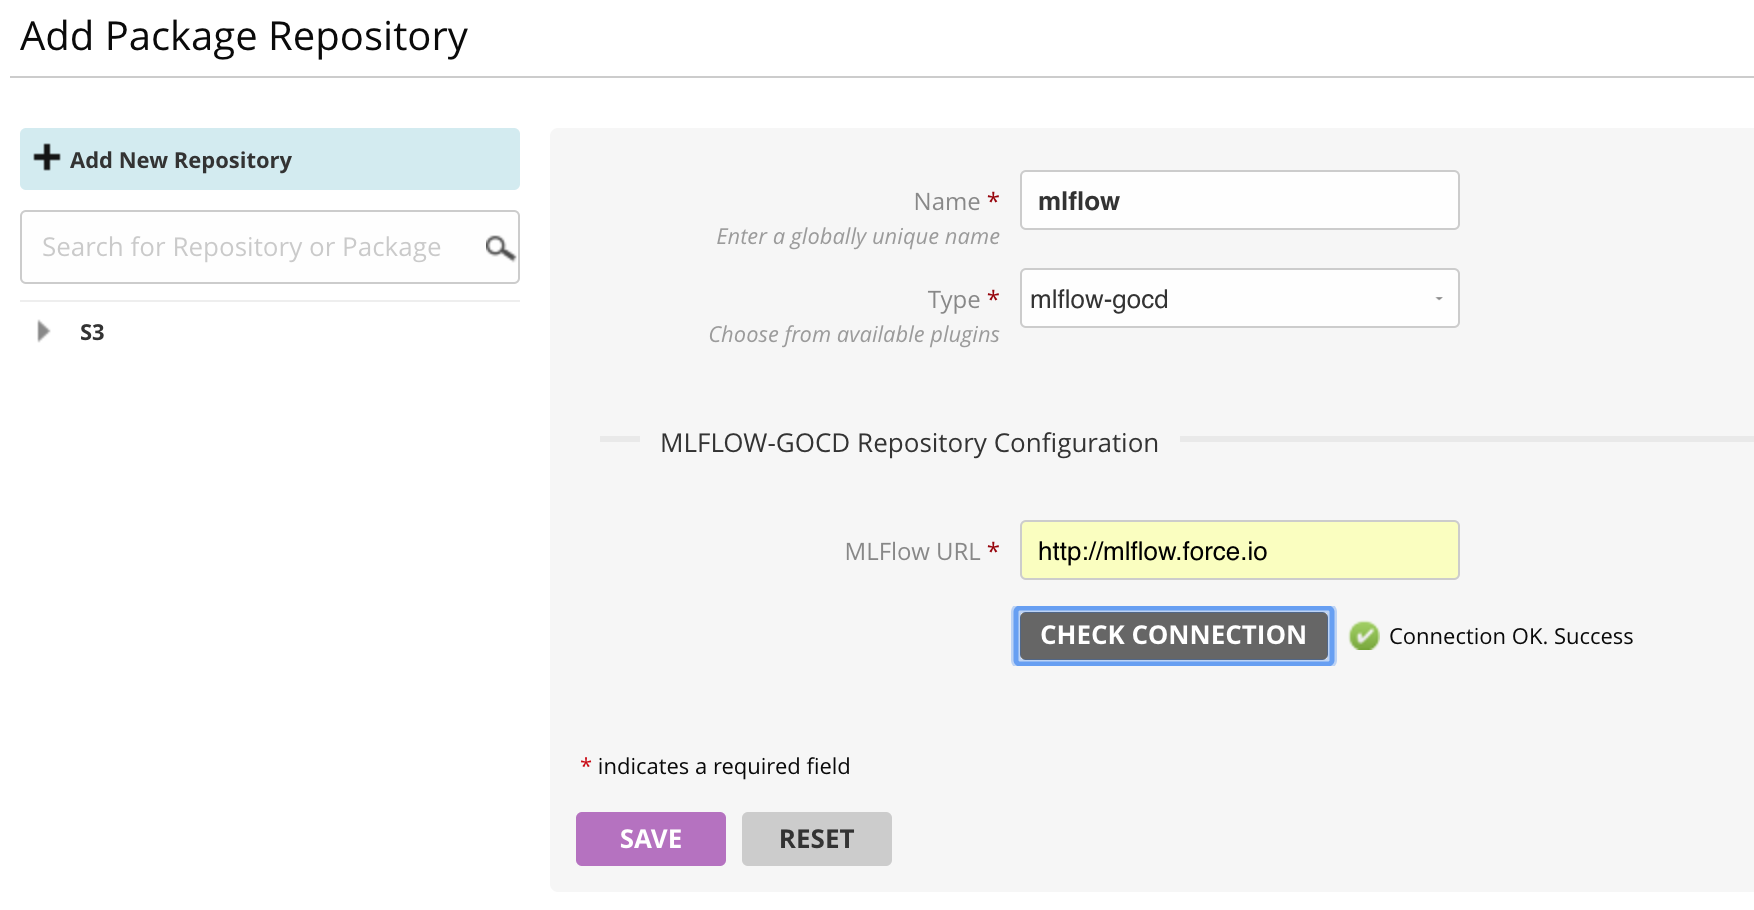 Add Package Repository
Add New Repository
Search for Repository or Package
S3
Name * mlflow
Enter a globally unique name
Type * mlflow-gocd
Choose from available plugins
MLFLOW-GOCD Repository Configuration
MLFlow URL * http://mlflow.force.io
CHECK CONNECTION Connection OK. Success
* indicates a required field
SAVE RESET